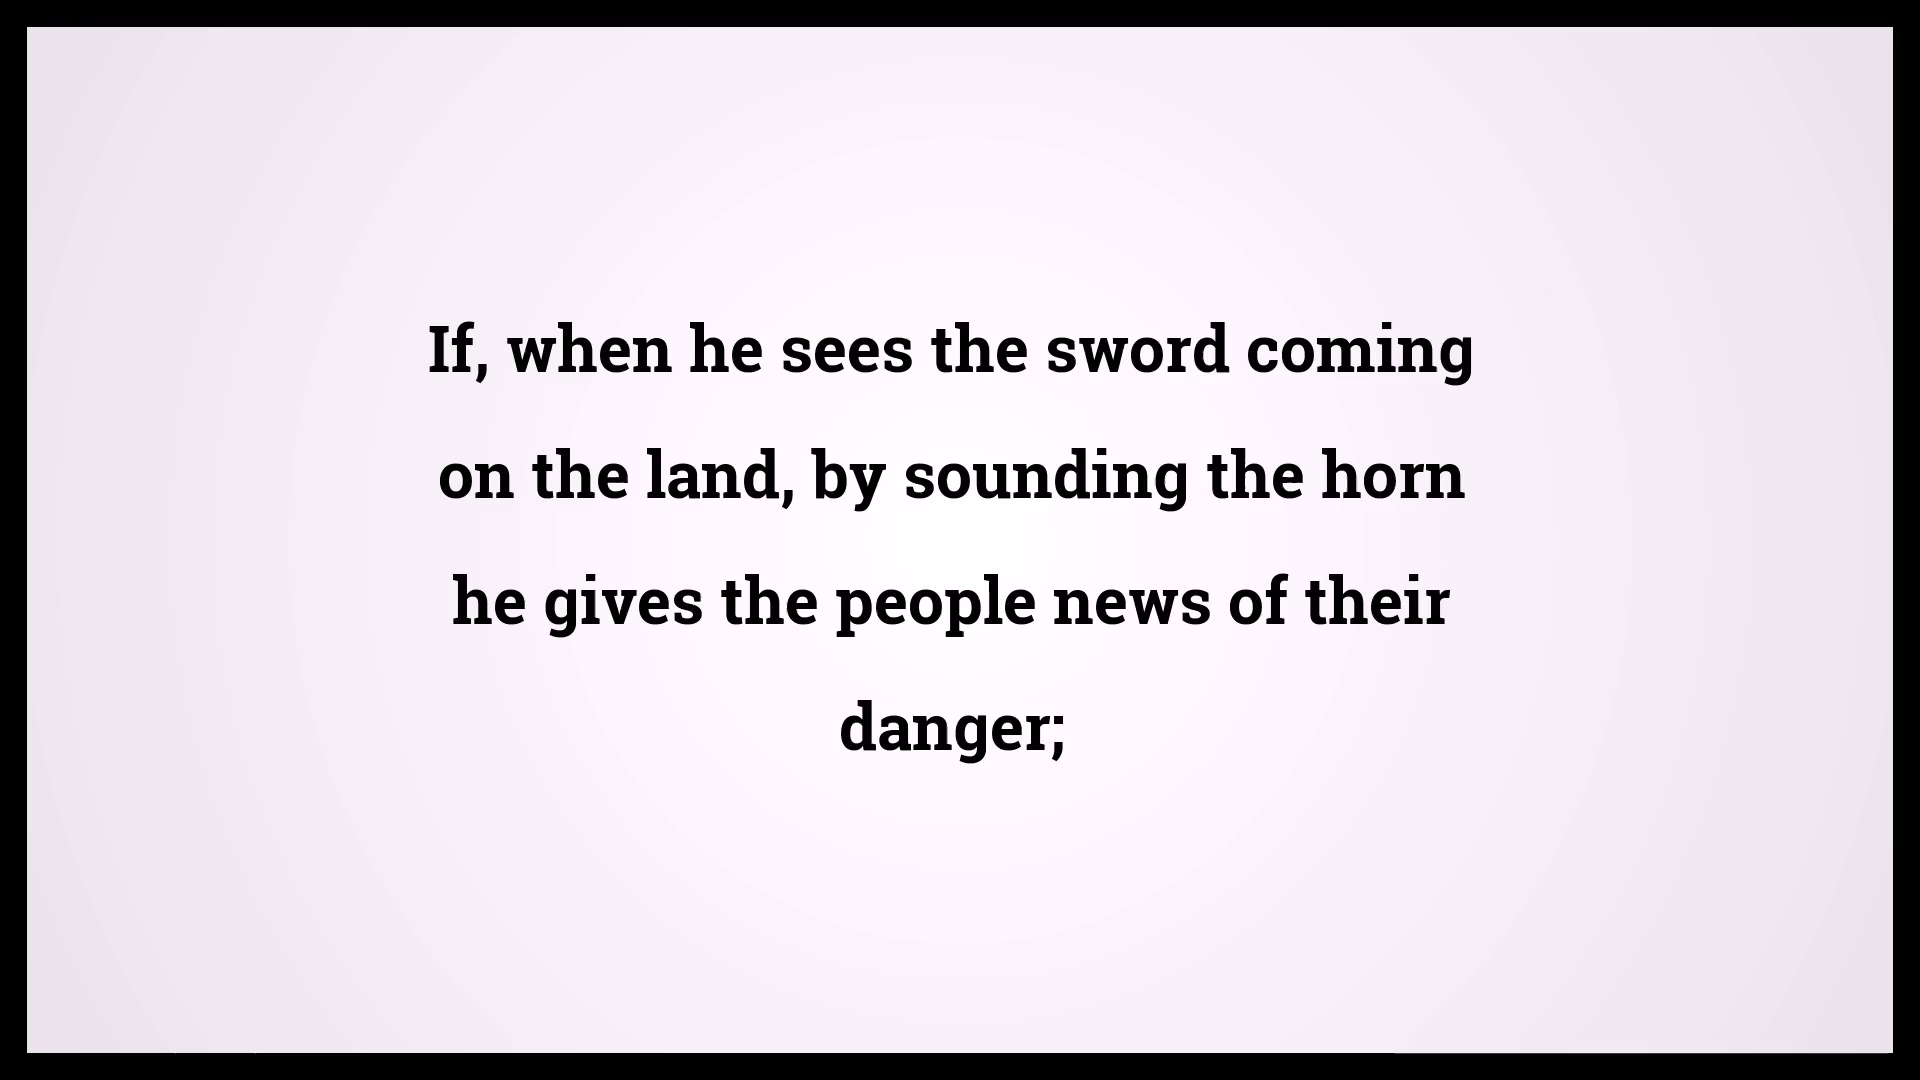 If, when he sees the sword coming
on the land, by sounding the horn
he gives the people news of their
danger;